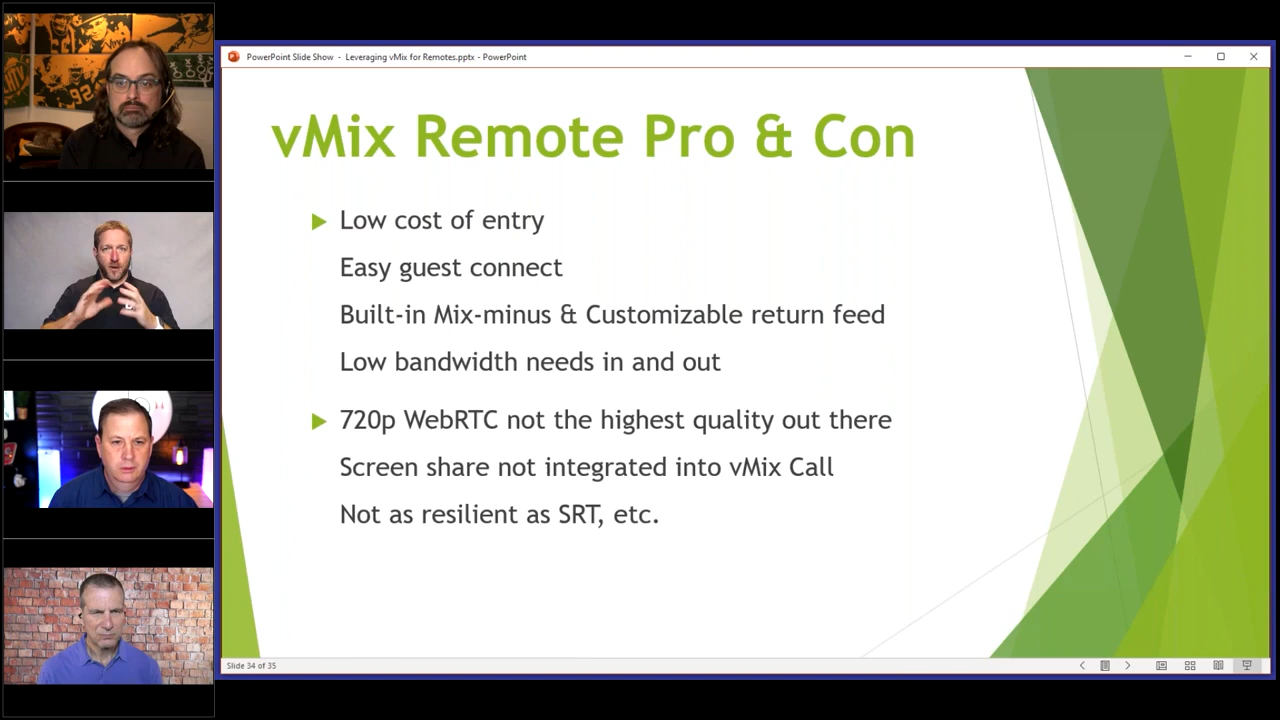 PowerPoint Slide Show - Leveraging vMix for Remotes.pptx - PowerPoint
vMix Remote Pro & Con
Low cost of entry
Easy guest connect
Built-in Mix-minus & Customizable return feed
Low bandwidth needs in and out
720p WebRTC not the highest quality out there
Screen share not integrated into vMix Call
Not as resilient as SRT, etc.
Slide 34 of 35